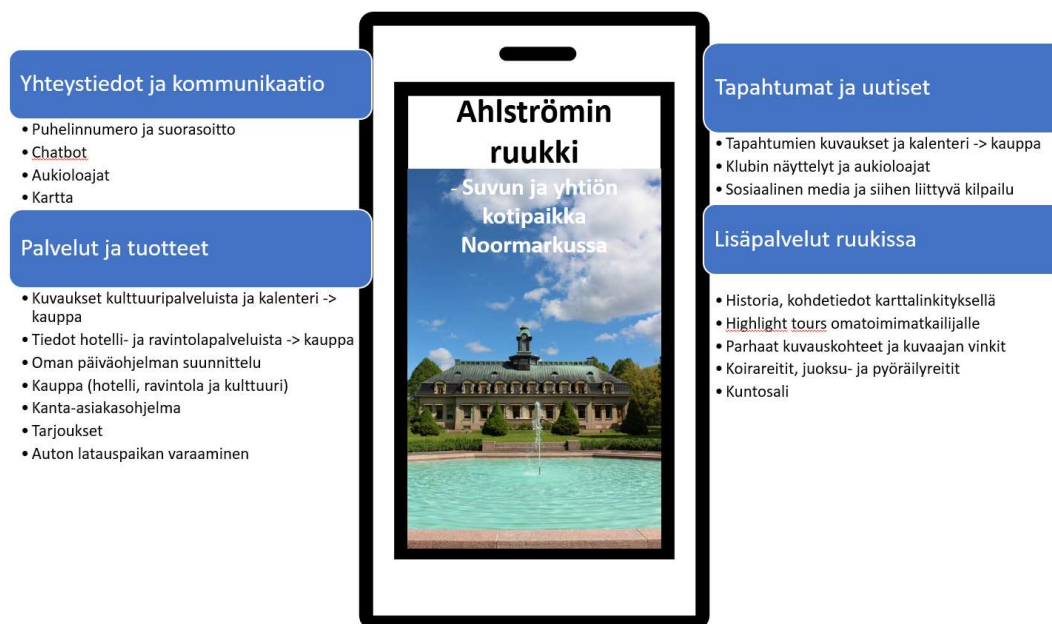 Yhteystiedot ja kommunikaatio
• Puhelinnumero ja suorasoitto
• Chatbot
• Aukioloajat
• Kartta
Palvelut ja tuotteet
• Kuvaukset kulttuuripalveluista ja kalenteri ->
kauppa
• Tiedot hotelli- ja ravintolapalveluista -> kauppa
• Oman päiväohjelman suunnittelu
• Kauppa (hotelli, ravintola ja kulttuuri)
• Kanta-asiakasohjelma
• Tarjoukset
• Auton latauspaikan varaaminen
Ahlströmin
ruukki
- Suvun ja yhtiön
kotipaikka
Noormarkussa
Tapahtumat ja uutiset
• Tapahtumien kuvaukset ja kalenteri -> kauppa
• Klubin näyttelyt ja aukioloajat
• Sosiaalinen media ja siihen liittyvä kilpailu
Lisäpalvelut ruukissa
• Historia, kohdetiedot karttalinkityksellä
• Highlight tours omatoimimatkailijalle
• Parhaat kuvauskohteet ja kuvaajan vinkit
• Koirareitit, juoksu- ja pyöräilyreitit
• Kuntosali